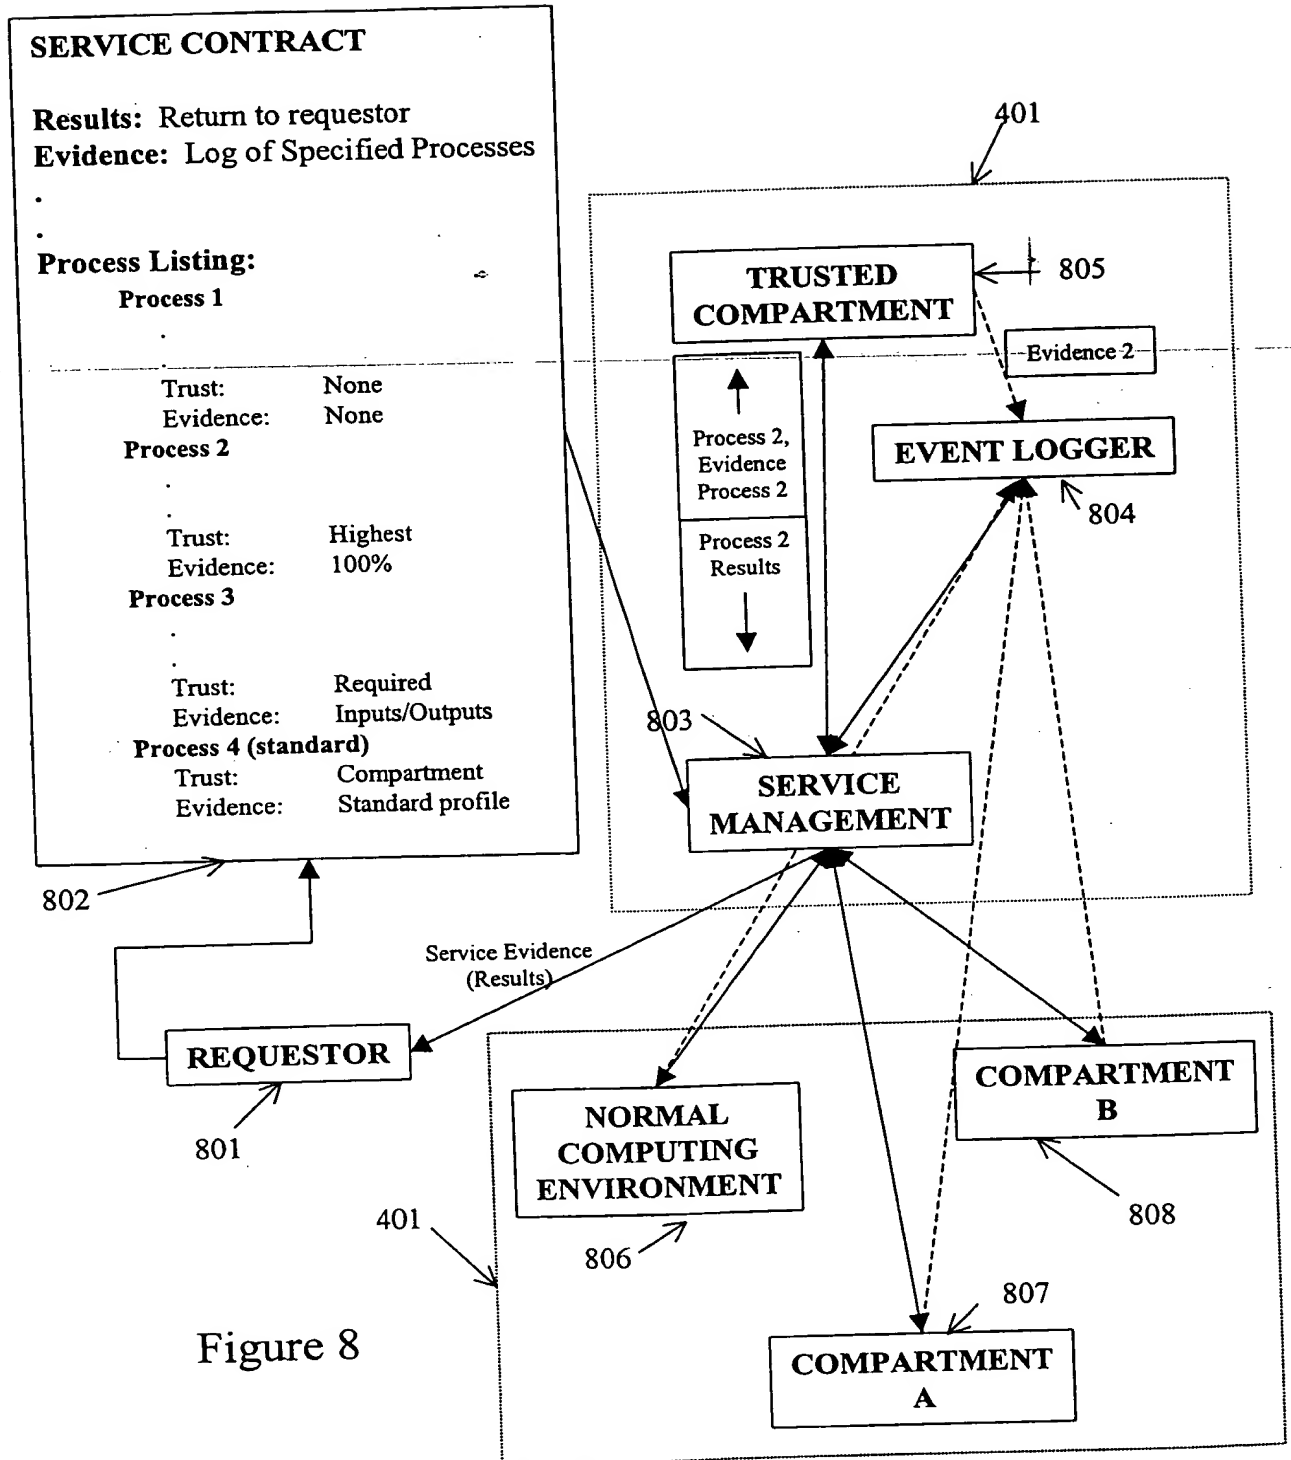 SERVICE CONTRACT
Results: Return to requestor
Evidence: Log of Specified Processes
.
.
Process Listing:
Process 1
.
.
Trust: None
Evidence: None
Process 2
.
.
Trust: Highest
Evidence: 100%
Process 3
.
.
Trust: Required
Evidence: Inputs/Outputs
Process 4 (standard)
Trust: Compartment
Evidence: Standard profile
802
401
TRUSTED
COMPARTMENT
805
Evidence 2
EVENT LOGGER
804
Process 2,
Evidence
Process 2
Process 2
Results
803
SERVICE
MANAGEMENT
Service Evidence
(Results)
REQUESTOR
801
NORMAL
COMPUTING
ENVIRONMENT
806
COMPARTMENT
B
808
401
807
COMPARTMENT
A
Figure 8